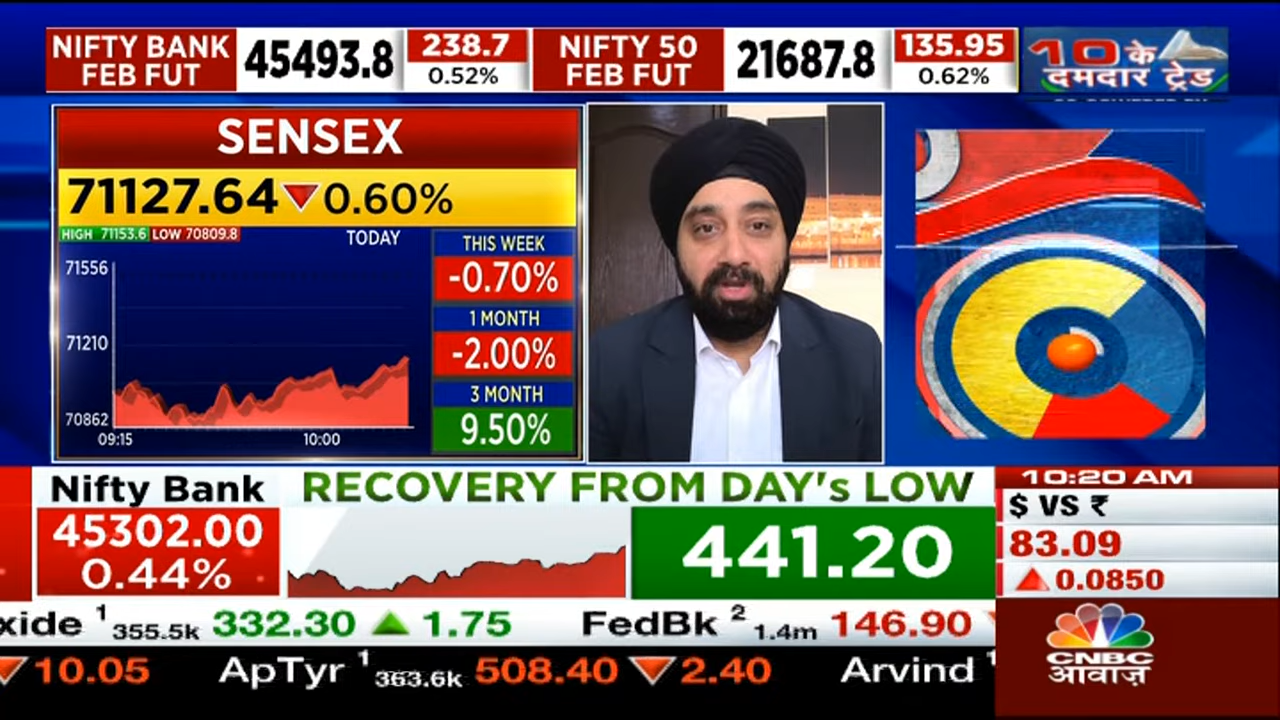 NIFTY BANK
FEB FUT
45493.8
238.7
0.52%
NIFTY 50
FEB FUT
21687.8
135.95
0.62%
10 के
दमदार ट्रेड
SENSEX
71127.64 ▼ 0.60%
HIGH 71153.6 LOW 70809.8
TODAY
71556
71210
70862
09:15
10:00
THIS WEEK
-0.70%
1 MONTH
-2.00%
3 MONTH
9.50%
Nifty Bank
45302.00
0.44%
RECOVERY FROM DAY's LOW
441.20
10:20 AM
$ VS ₹
83.09
▲ 0.0850
xide 1 355.5k 332.30 ▲ 1.75 FedBk 2 1.4m 146.90
▼ 10.05 ApTyr 1 363.6k 508.40 ▼ 2.40 Arvind 1
CNBC
आवाज़